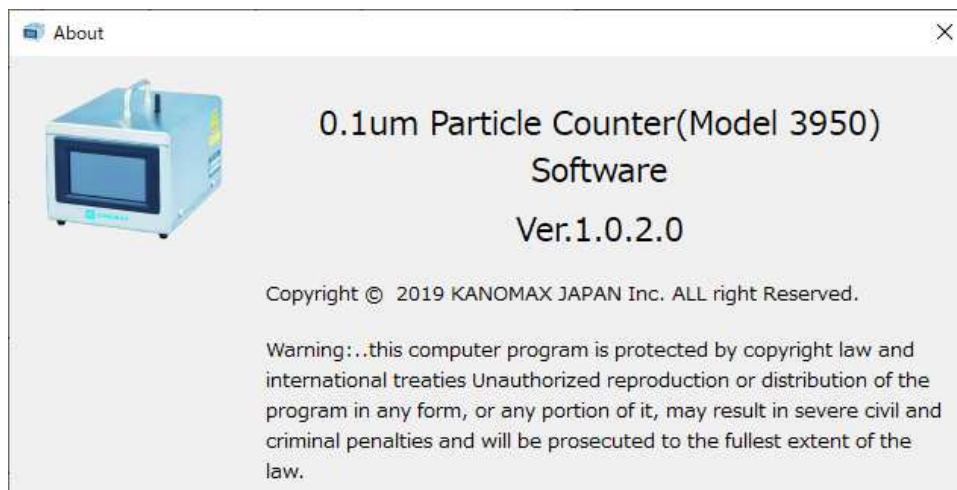 About
0.1um Particle Counter(Model 3950)
Software
Ver.1.0.2.0
KANOMAX
Copyright © 2019 KANOMAX JAPAN Inc. ALL right Reserved.
Warning:..this computer program is protected by copyright law and
international treaties Unauthorized reproduction or distribution of the
program in any form, or any portion of it, may result in severe civil and
criminal penalties and will be prosecuted to the fullest extent of the
law.